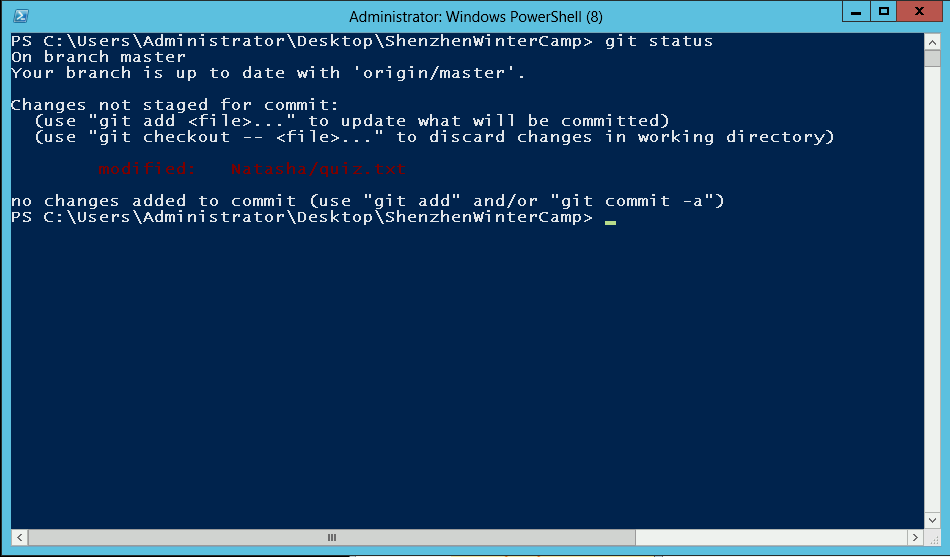 Administrator: Windows PowerShell (8)
PS C:\Users\Administrator\Desktop\ShenzhenWinterCamp> git status
On branch master
Your branch is up to date with 'origin/master'.
Changes not staged for commit:
(use "git add <file>..." to update what will be committed)
(use "git checkout -- <file>..." to discard changes in working directory)
modified: Natasha/quiz.txt
no changes added to commit (use "git add" and/or "git commit -a")
PS C:\Users\Administrator\Desktop\ShenzhenWinterCamp>